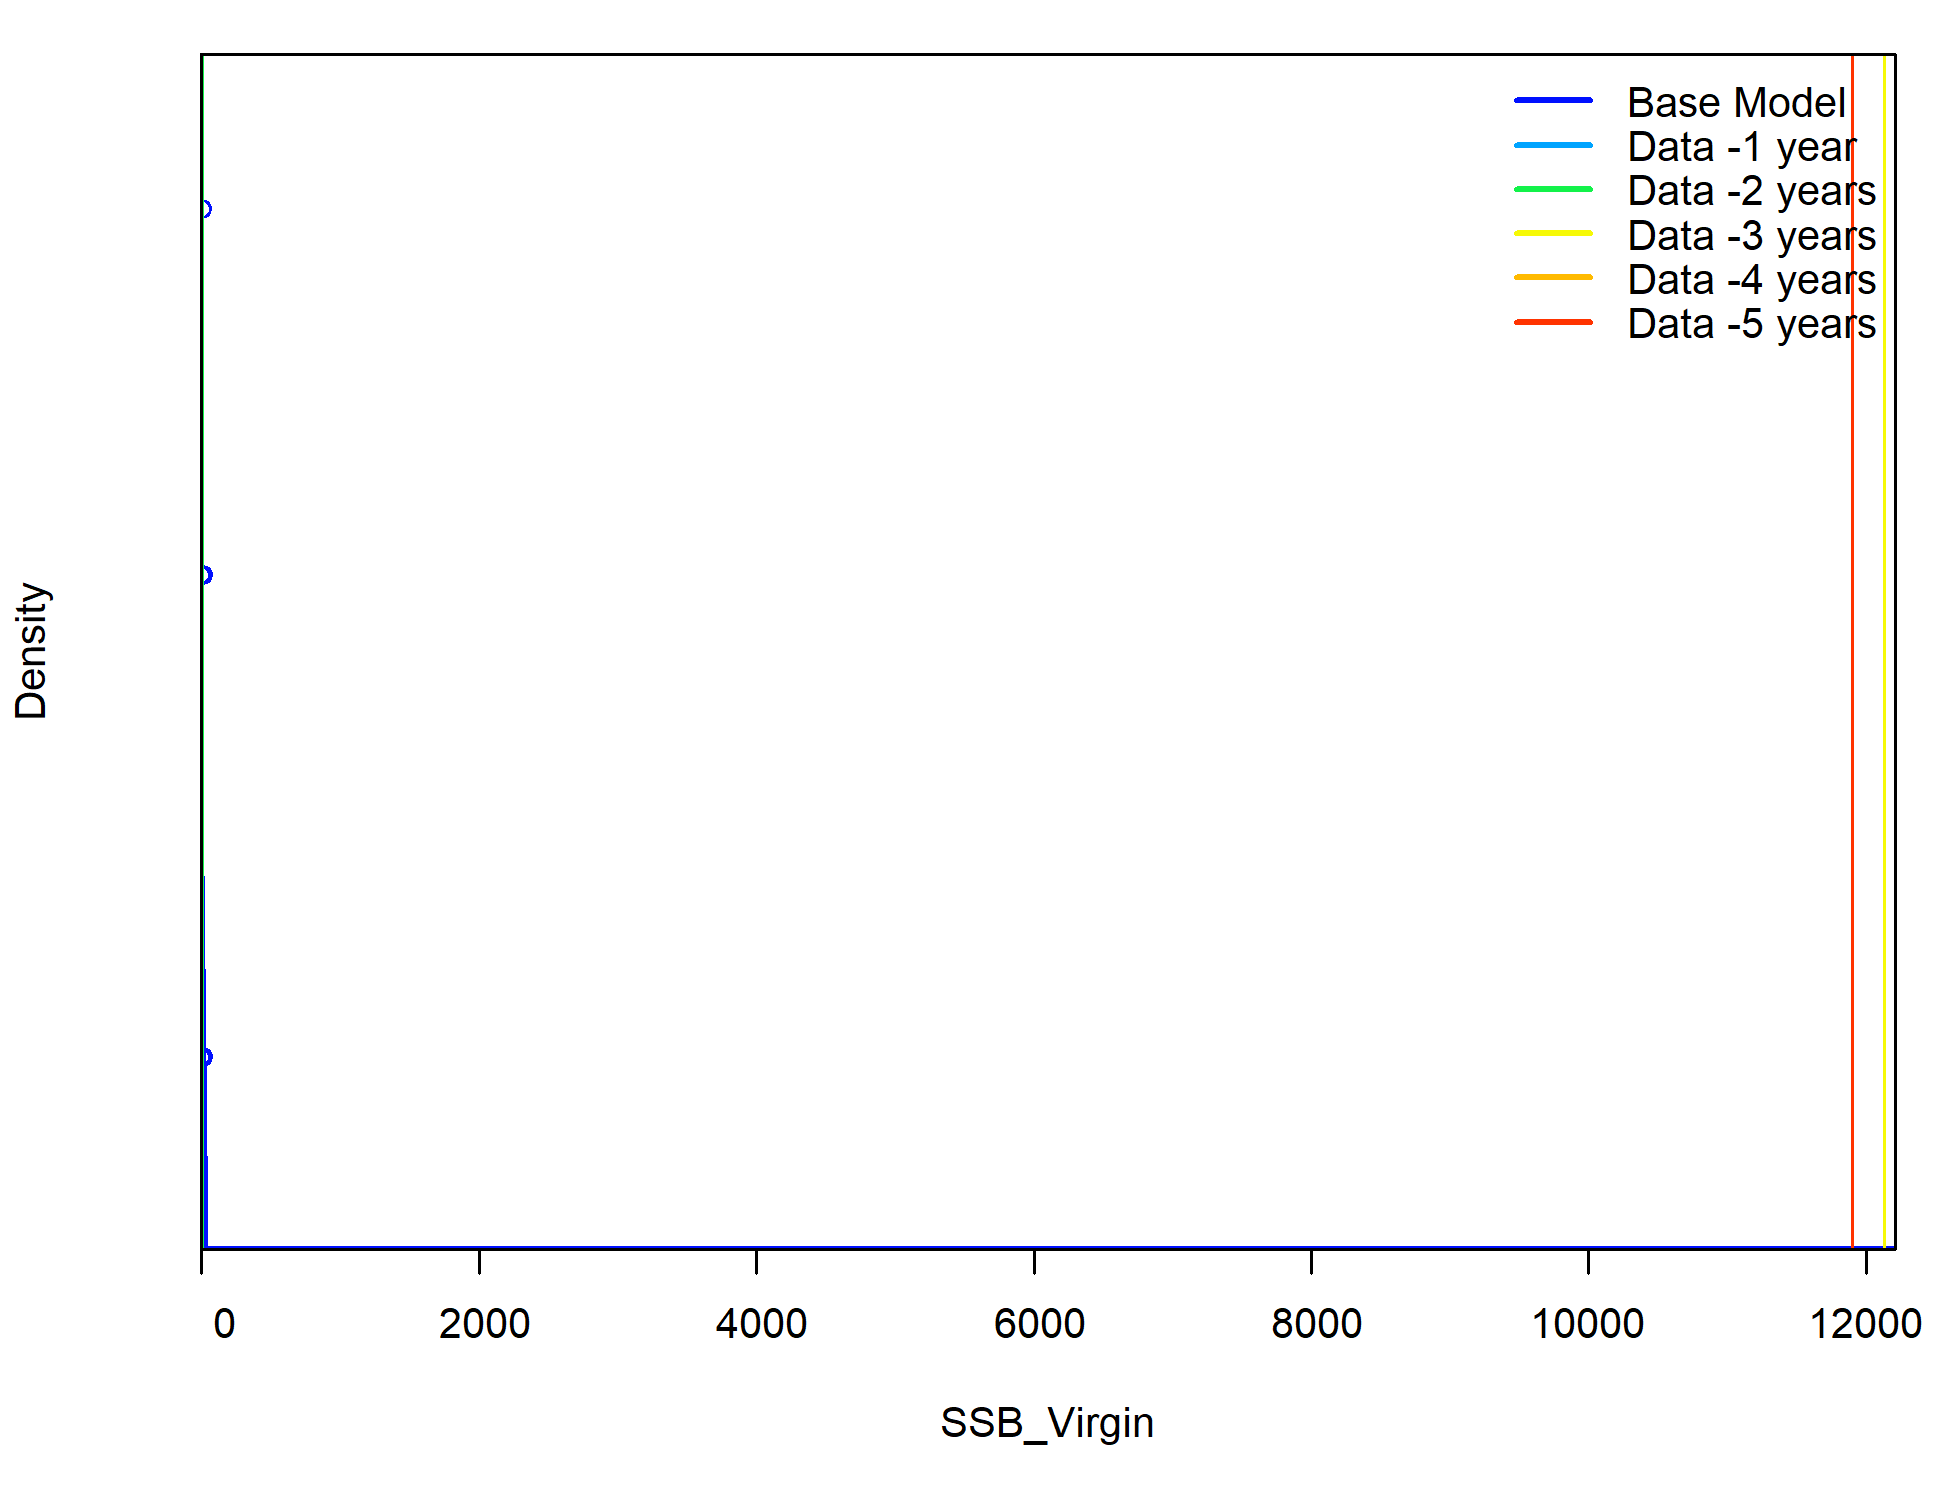 Base Model
Data -1 year
Data -2 years
Data -3 years
Data -4 years
Data -5 years
Density
0 2000 4000 6000 8000 10000 12000
SSB_Virgin